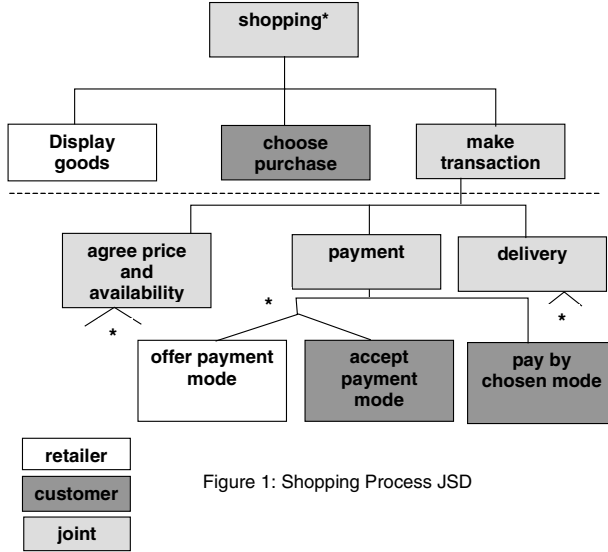 shopping*
Display
goods
choose
purchase
make
transaction
agree price
and
availability
payment
delivery
*
*
*
offer payment
mode
accept
payment
mode
pay by
chosen mode
retailer
customer
joint
Figure 1: Shopping Process JSD